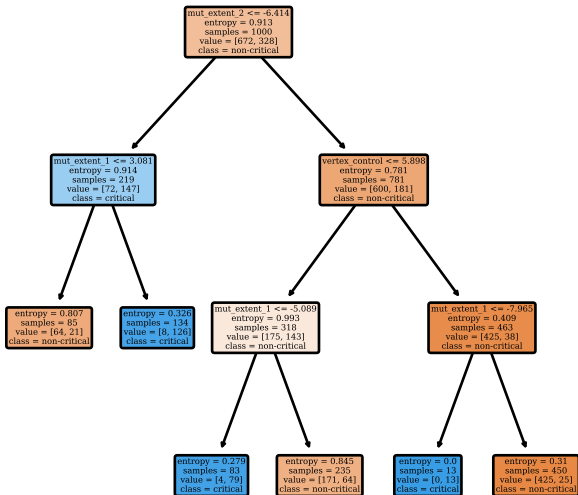 mut_extent_2 <= -6.414
entropy = 0.913
samples = 1000
value = [672, 328]
class = non-critical
mut_extent_1 <= 3.081
entropy = 0.914
samples = 219
value = [72, 147]
class = critical
vertex_control <= 5.898
entropy = 0.781
samples = 781
value = [600, 181]
class = non-critical
entropy = 0.807
samples = 85
value = [64, 21]
class = non-critical
entropy = 0.326
samples = 134
value = [8, 126]
class = critical
mut_extent_1 <= -5.089
entropy = 0.993
samples = 318
value = [175, 143]
class = non-critical
mut_extent_1 <= -7.965
entropy = 0.409
samples = 463
value = [425, 38]
class = non-critical
entropy = 0.279
samples = 83
value = [4, 79]
class = critical
entropy = 0.845
samples = 235
value = [171, 64]
class = non-critical
entropy = 0.0
samples = 13
value = [0, 13]
class = critical
entropy = 0.31
samples = 450
value = [425, 25]
class = non-critical